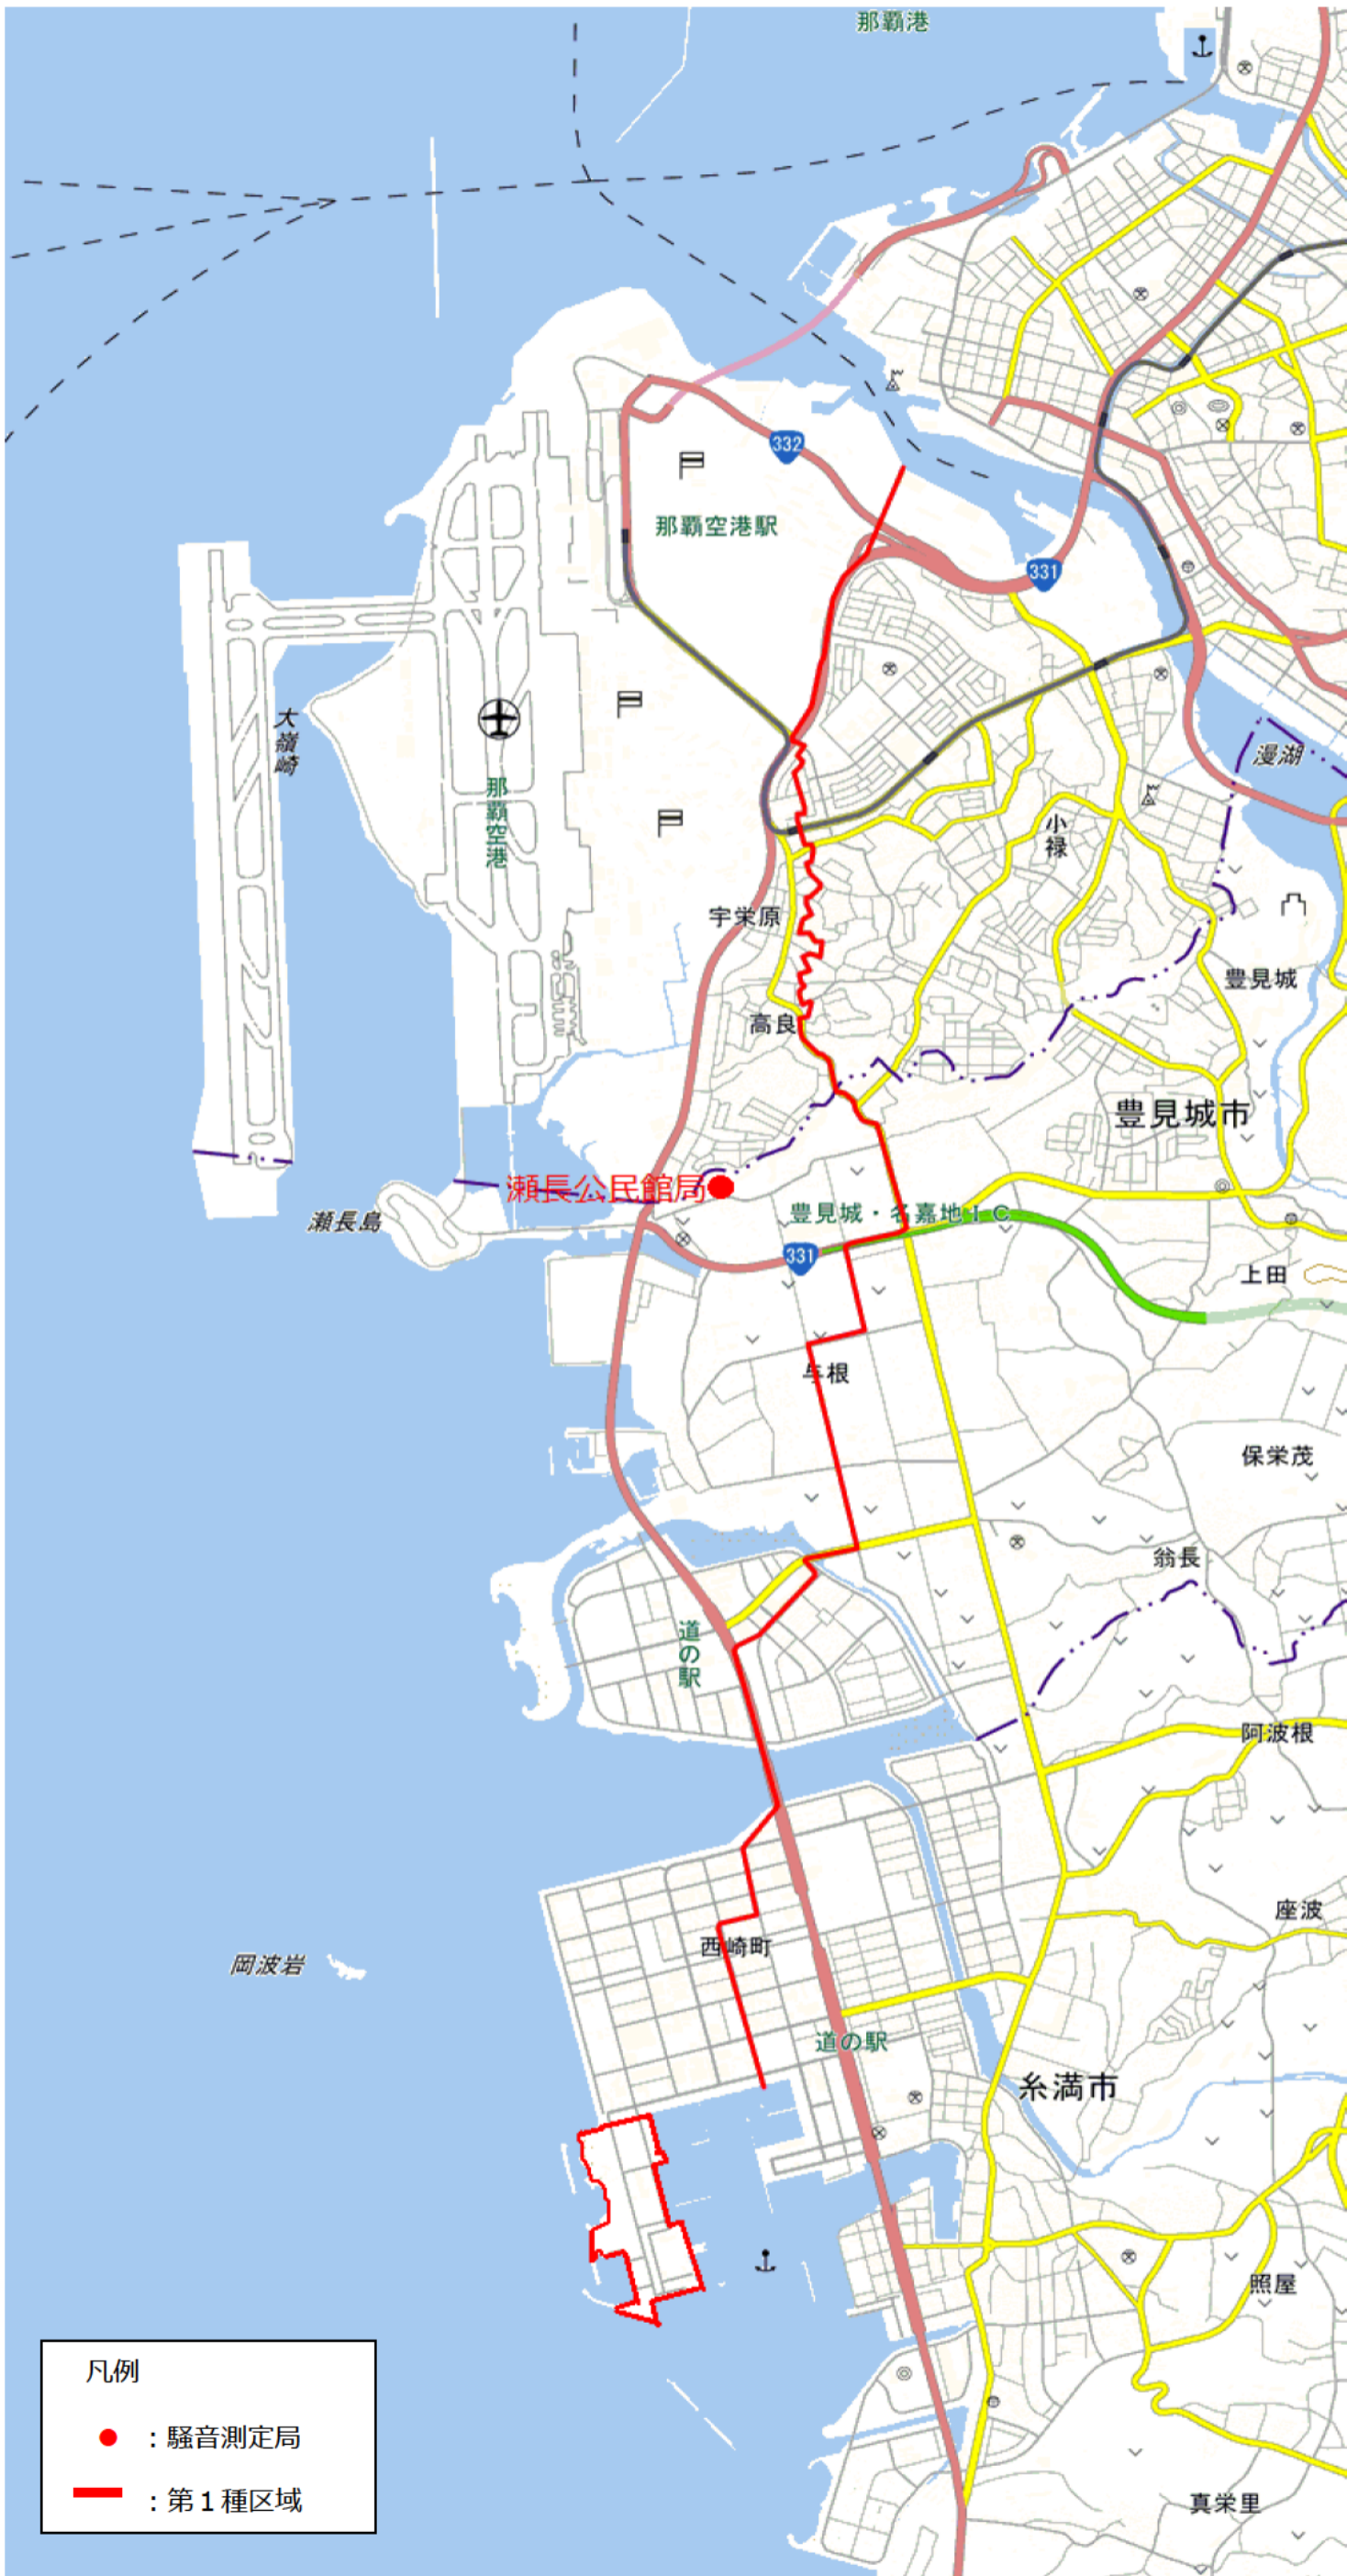 那覇港
332
那覇空港駅
331
大嶺崎
漫湖
那覇空港
小禄
宇栄原
豊見城
高良
豊見城市
瀬長公民館局
瀬長島
豊見城・名嘉地IC
331
上田
与根
保栄茂
翁長
道の駅
阿波根
座波
西崎町
岡波岩
道の駅
糸満市
照屋
凡例
：騒音測定局
：第1種区域
真栄里